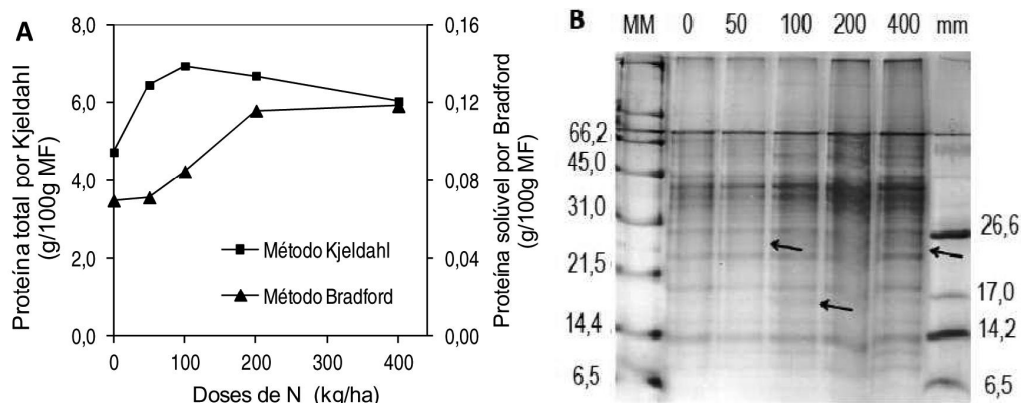 A
Proteína total por Kjeldahl
(g/100g MF)
8,0
6,0
4,0
2,0
0,0
0,16
0,12
0,08
0,04
0,00
Proteína solúvel por Bradford
(g/100g MF)
Método Kjeldahl
Método Bradford
0 100 200 300 400
Doses de N (kg/ha)
B
MM 0 50 100 200 400 mm
66,2
45,0
31,0
21,5
14,4
6,5
26,6
17,0
14,2
6,5